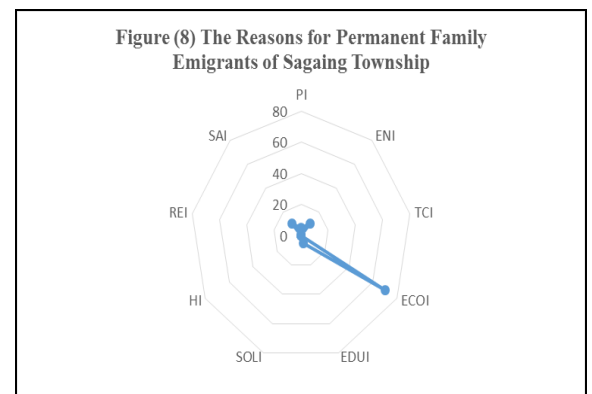 Figure (8) The Reasons for Permanent Family
Emigrants of Sagaing Township
PI
80
SAI
ENI
60
40
20
REI
TCI
0
HI
ECOI
SOLI
EDUI